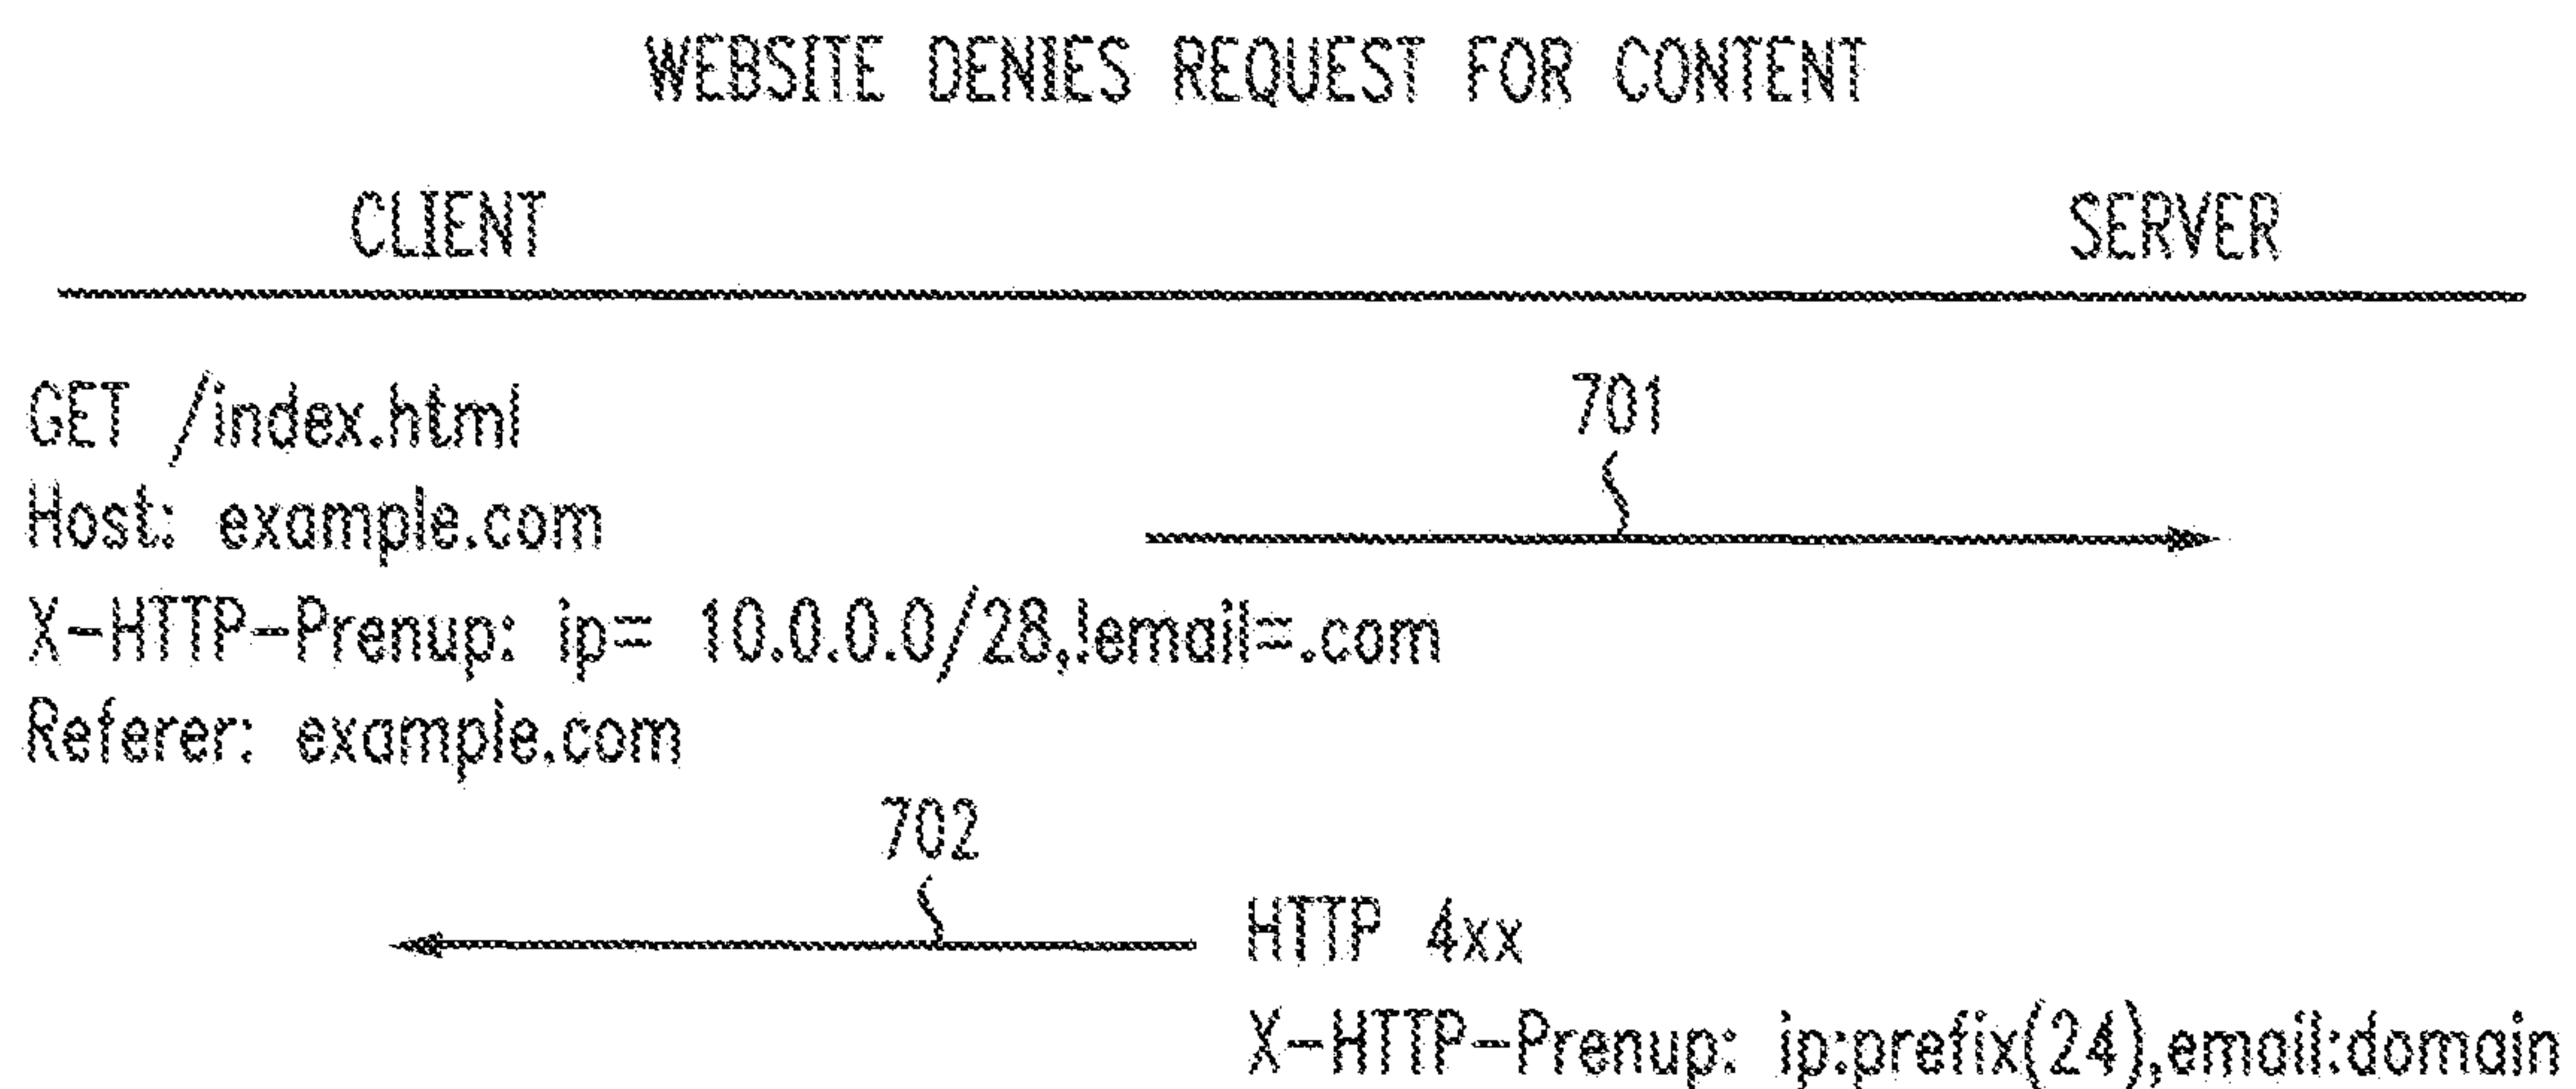 WEBSITE DENIES REQUEST FOR CONTENT
CLIENT SERVER
GET /index.html
701
Host: example.com
X-HTTP-Prenup: ip= 10.0.0.0/28,!email=.com
Referer: example.com
702
HTTP 4xx
X-HTTP-Prenup: ip:prefix(24),email:domain